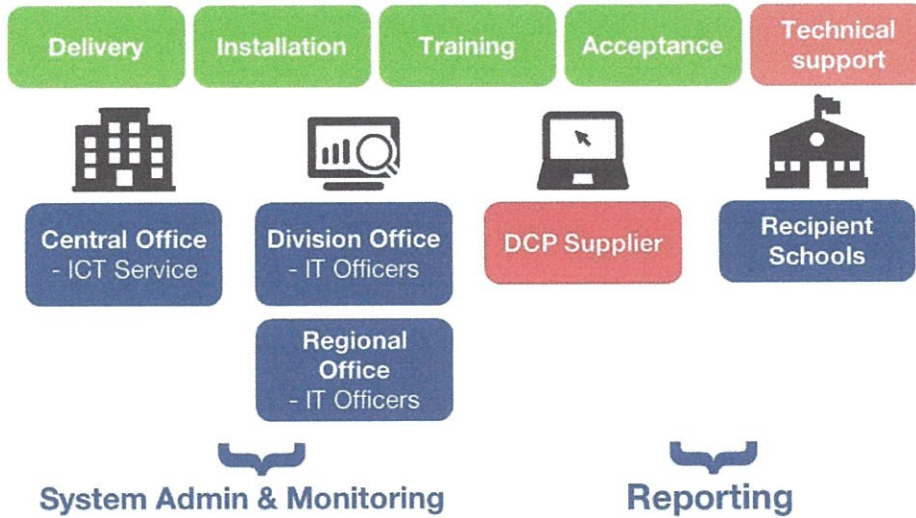 Delivery
Installation
Training
Acceptance
Technical
support
Central Office
- ICT Service
Division Office
- IT Officers
Regional
Office
- IT Officers
DCP Supplier
Recipient
Schools
System Admin & Monitoring
Reporting